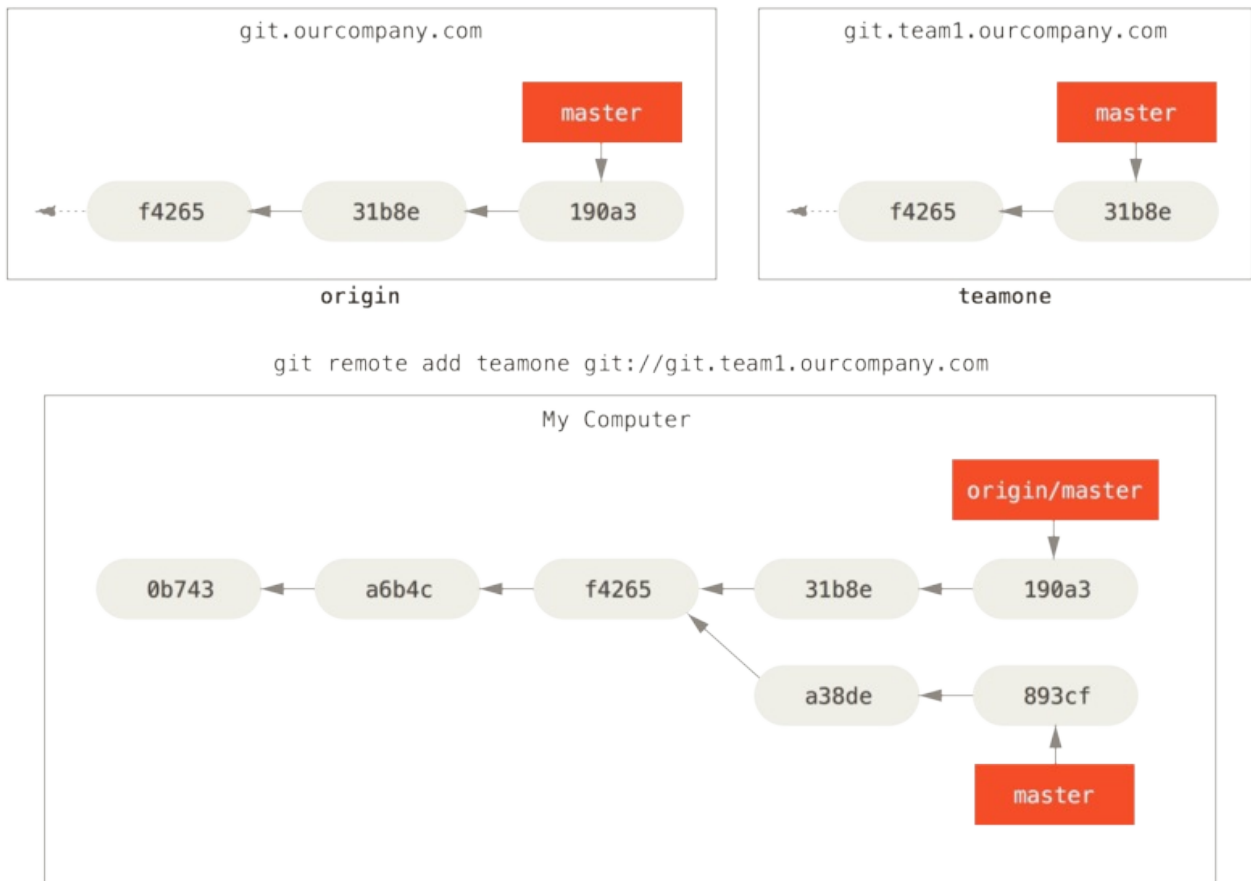 git.ourcompany.com
master
f4265 31b8e 190a3
origin
git.team1.ourcompany.com
master
f4265 31b8e
teamone
git remote add teamone git://git.team1.ourcompany.com
My Computer
origin/master
0b743 a6b4c f4265 31b8e 190a3
a38de 893cf
master